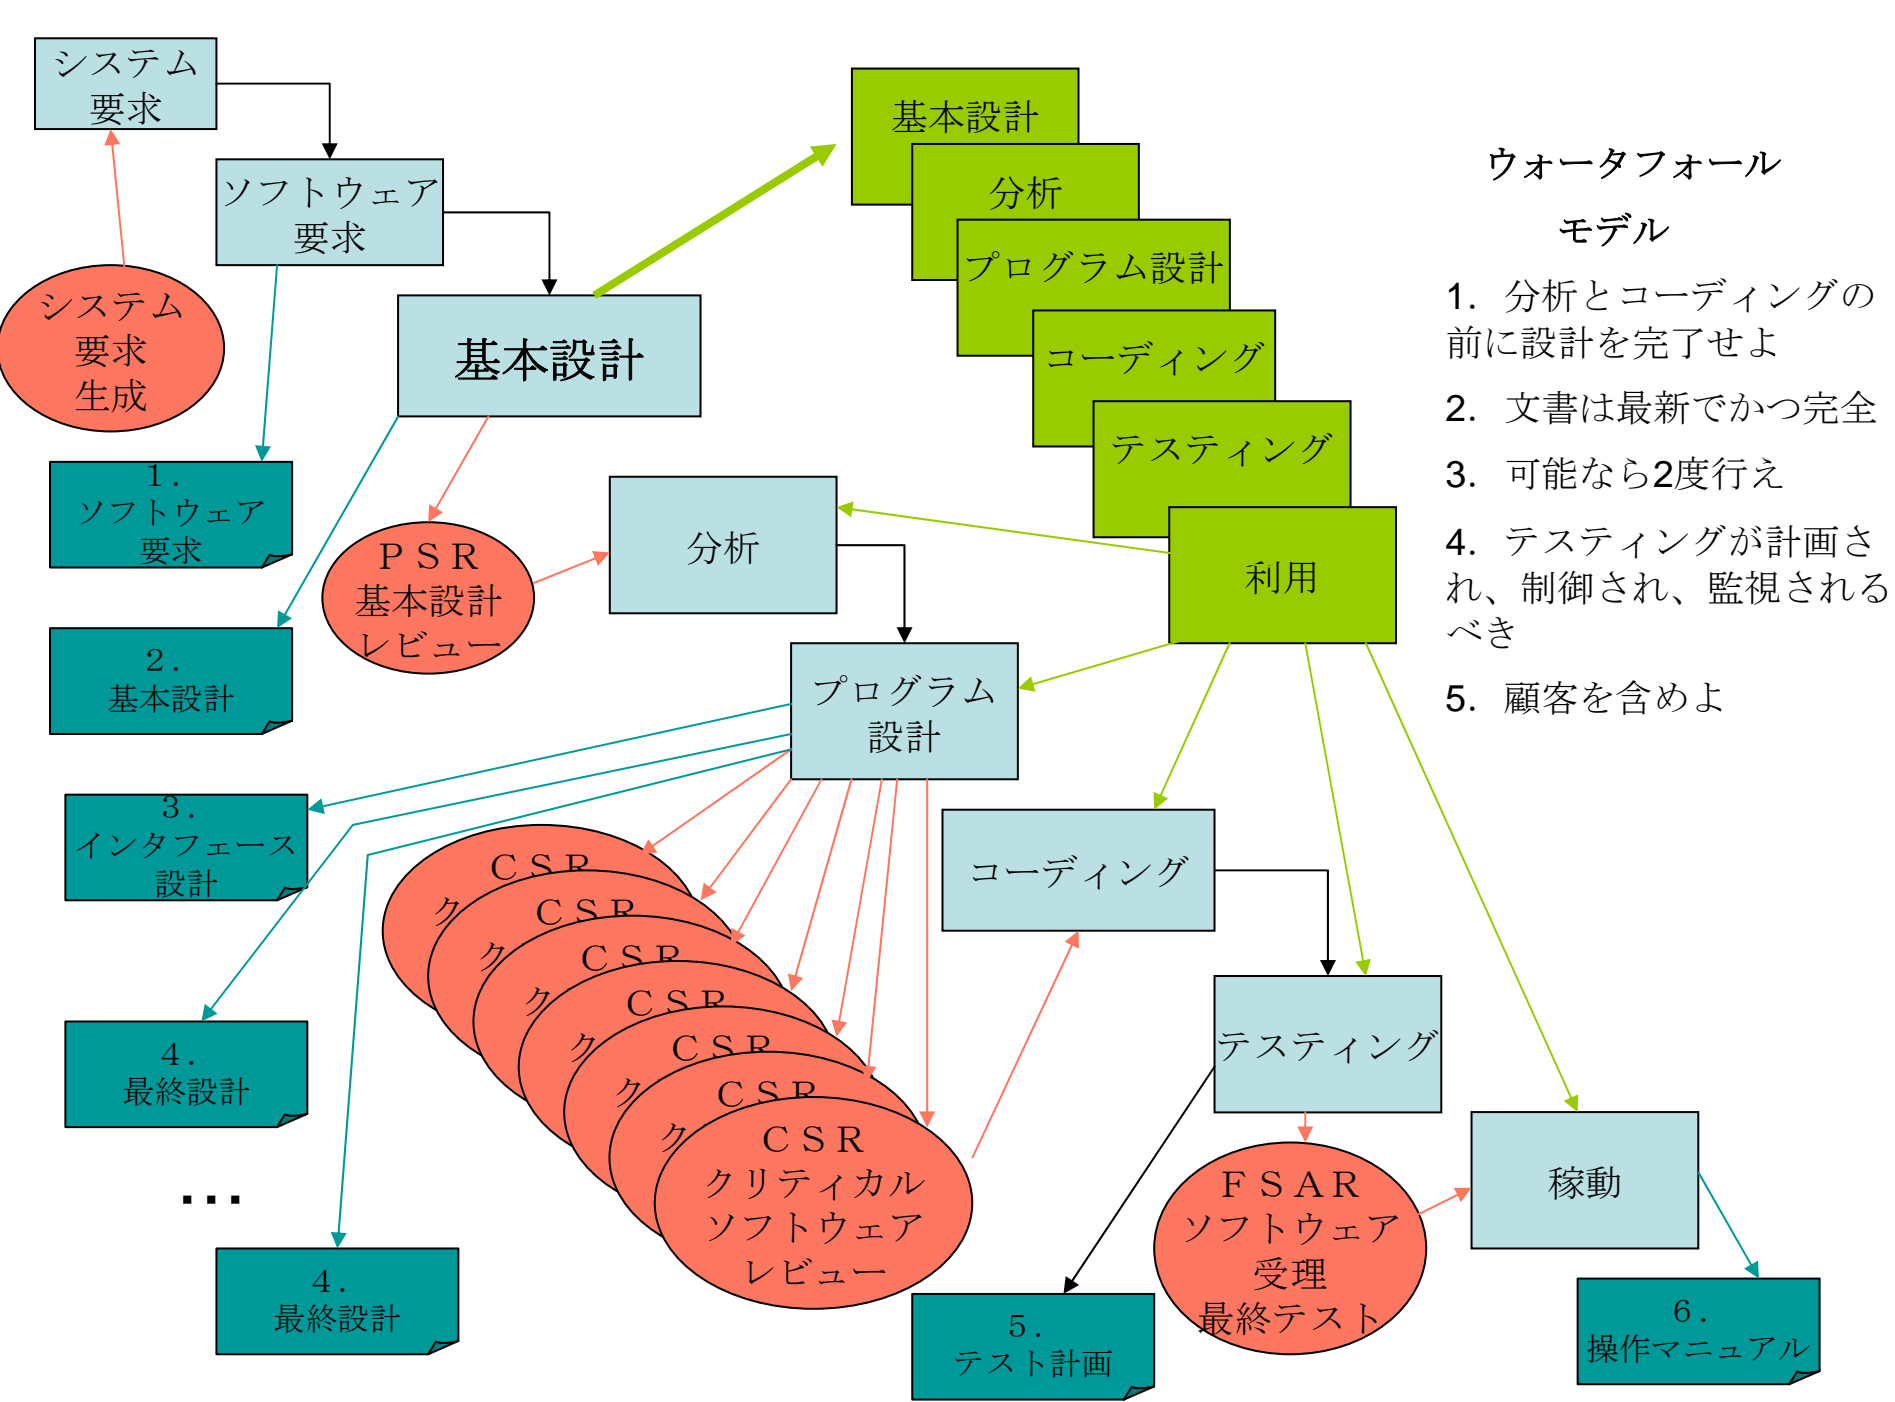 システム
要求
ソフトウェア
要求
基本設計
システム
要求
生成
1．
ソフトウェア
要求
２．
基本設計
ＰＳＲ
基本設計
レビュー
分析
プログラム
設計
３．
インタフェース
設計
４．
最終設計
…
４．
最終設計
ＣＳＲ
ク
ＣＳＲ
ク
ＣＳＲ
ク
ＣＳＲ
ク
ＣＳＲ
ク
ＣＳＲ
ク
ＣＳＲ
クリティカル
ソフトウェア
レビュー
コーディング
テスティング
５．
テスト計画
ＦＳＡＲ
ソフトウェア
受理
最終テスト
稼動
６．
操作マニュアル
基本設計
分析
プログラム設計
コーディング
テスティング
利用
ウォータフォール
モデル
1．分析とコーディングの
前に設計を完了せよ
2．文書は最新でかつ完全
3．可能なら2度行え
4．テスティングが計画さ
れ、制御され、監視される
べき
5．顧客を含めよ